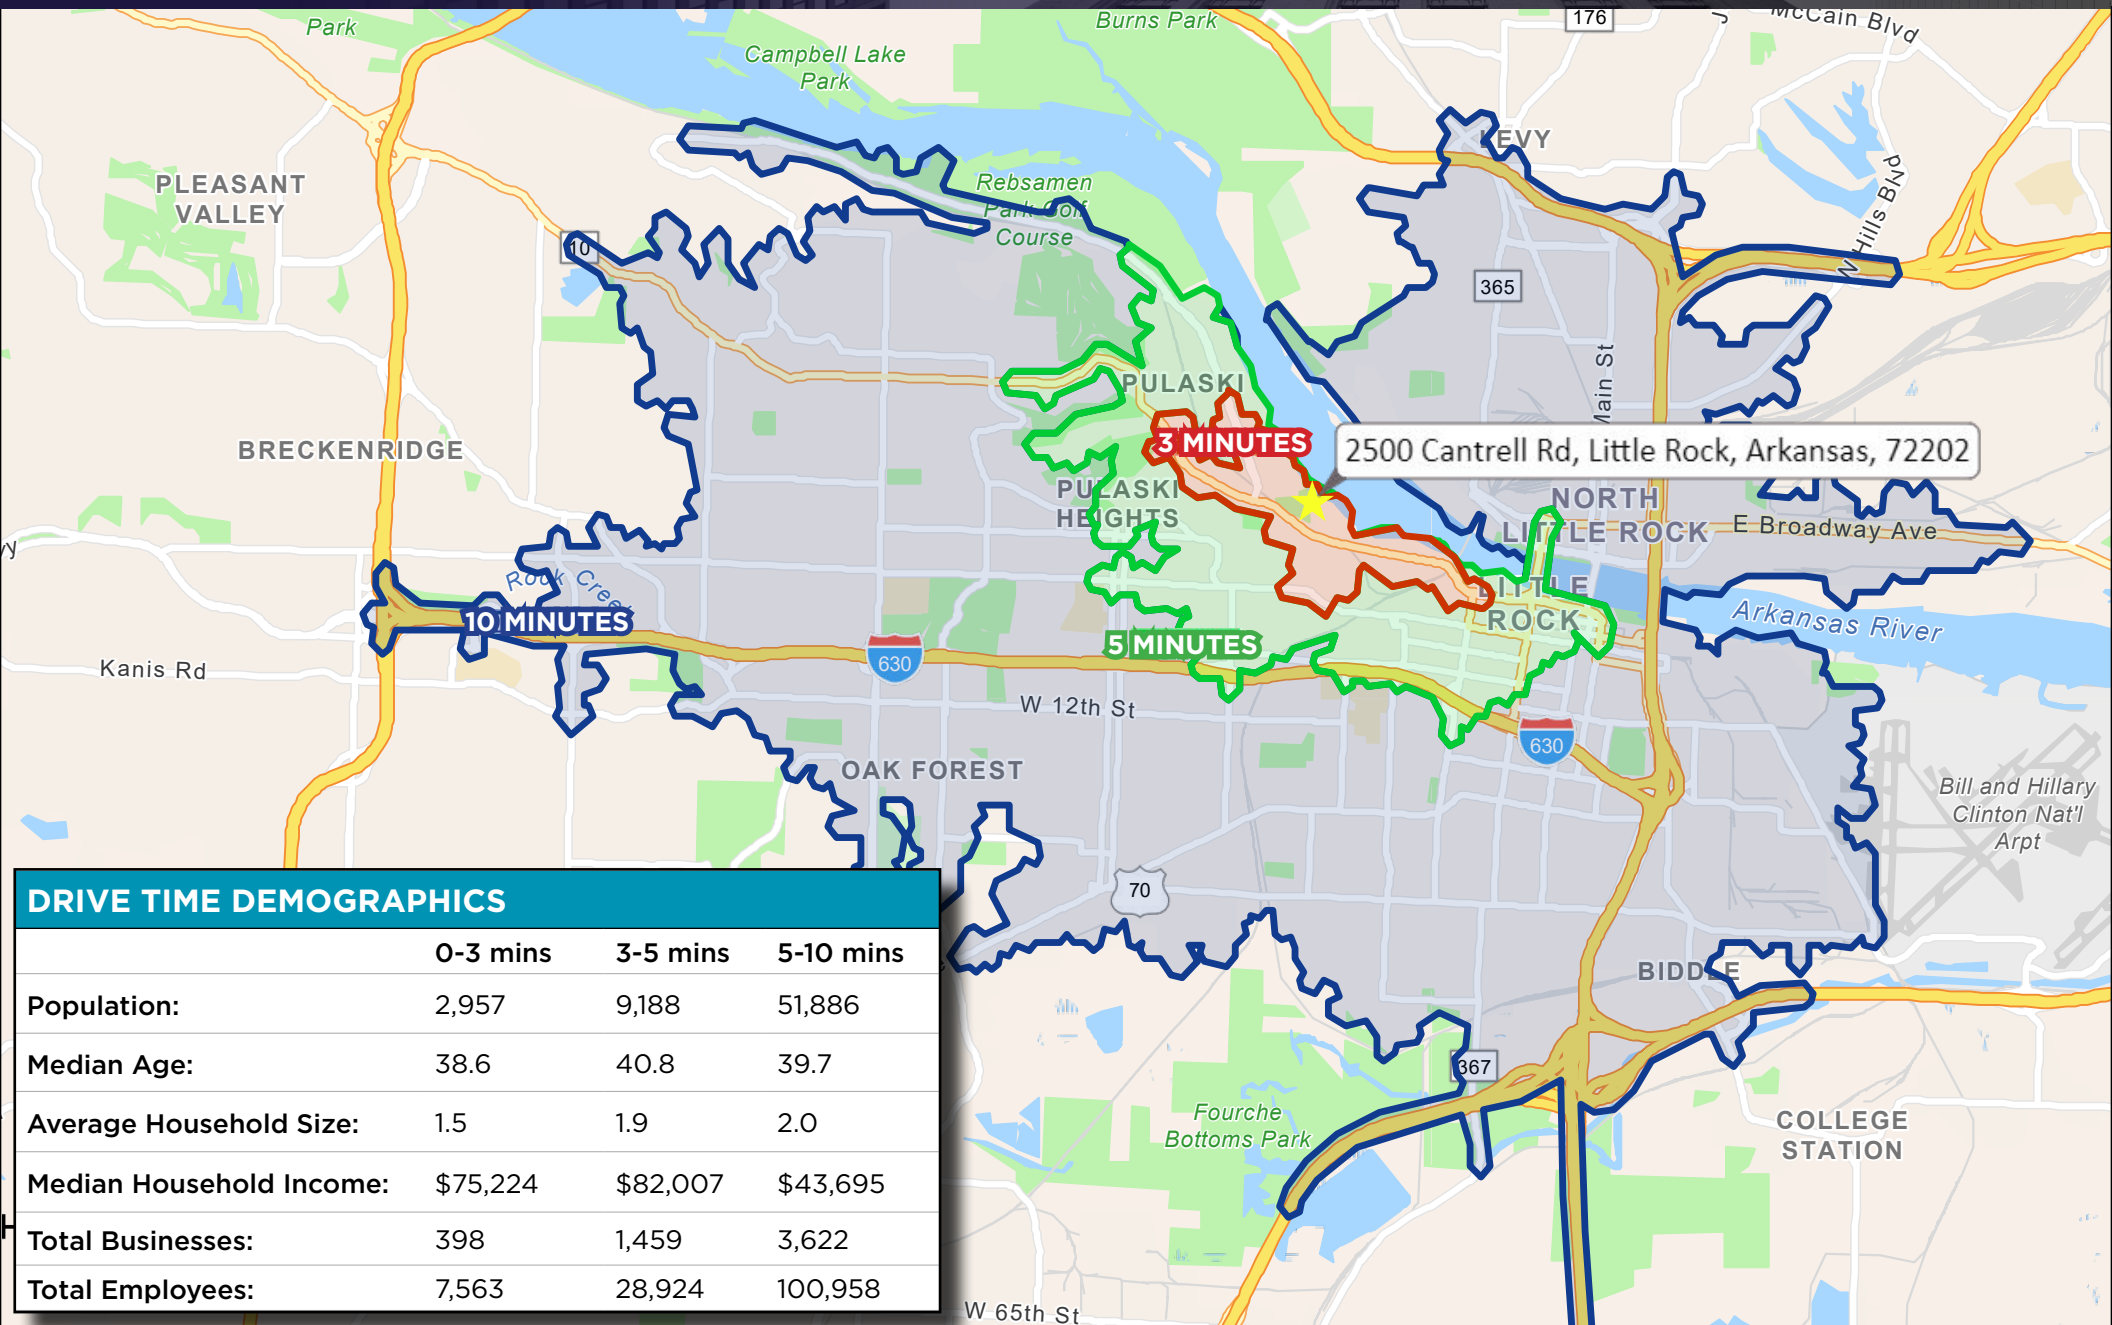 Park
Campbell Lake
Park
Burns Park
176
McCain Blvd
LEVY
PLEASANT
VALLEY
Rebsamen
Park Golf
Course
N Hills Blvd
10
365
Main St
PULASKI
3 MINUTES
2500 Cantrell Rd, Little Rock, Arkansas, 72202
BRECKENRIDGE
PULASKI
HEIGHTS
NORTH
LITTLE ROCK
E Broadway Ave
Rock Creek
10 MINUTES
LITTLE
ROCK
Arkansas River
5 MINUTES
630
Kanis Rd
W 12th St
630
OAK FOREST
Bill and Hillary
Clinton Nat'l
Arpt
70
BIDDLE
367
Fourche
Bottoms Park
COLLEGE
STATION
W 65th St
DRIVE TIME DEMOGRAPHICS
0-3 mins 3-5 mins 5-10 mins
Population: 2,957 9,188 51,886
Median Age: 38.6 40.8 39.7
Average Household Size: 1.5 1.9 2.0
Median Household Income: $75,224 $82,007 $43,695
Total Businesses: 398 1,459 3,622
Total Employees: 7,563 28,924 100,958